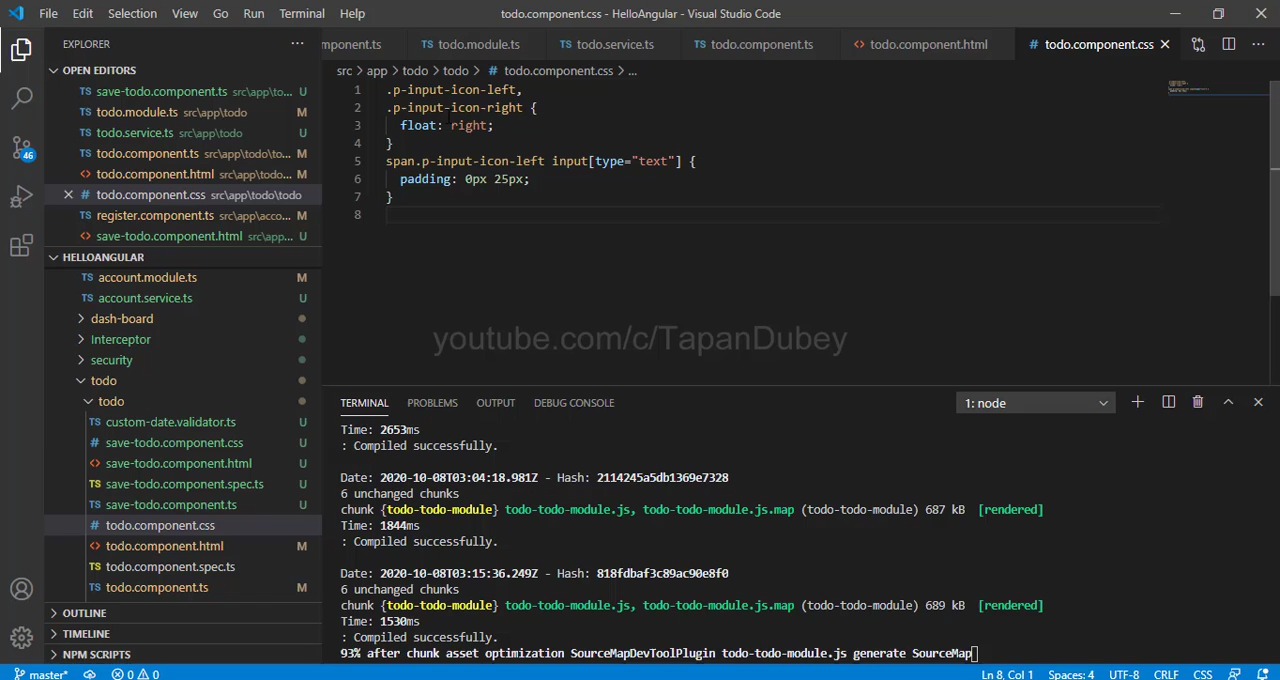 File Edit Selection View Go Run Terminal Help todo.component.css - HelloAngular - Visual Studio Code
EXPLORER
mponent.ts todo.module.ts todo.service.ts todo.component.ts todo.component.html todo.component.css
src > app > todo > todo > # todo.component.css > ...
OPEN EDITORS
save-todo.component.ts src\app\to... U
todo.module.ts src\app\todo M
todo.service.ts src\app\todo U
todo.component.ts src\app\todo\to... M
todo.component.html src\app\to... M
todo.component.css src\app\todo\todo
register.component.ts src\app\acco... M
save-todo.component.html src\app... U
HELLOANGULAR
account.module.ts M
account.service.ts U
dash-board
Interceptor
security
todo
todo
custom-date.validator.ts U
save-todo.component.css U
save-todo.component.html U
save-todo.component.spec.ts U
save-todo.component.ts U
todo.component.css
todo.component.html M
todo.component.spec.ts
todo.component.ts M
OUTLINE
TIMELINE
NPM SCRIPTS
46
1 .p-input-icon-left,
2 .p-input-icon-right {
3 float: right;
4 }
5 span.p-input-icon-left input[type="text"] {
6 padding: 0px 25px;
7 }
8
youtube.com/c/TapanDubey
TERMINAL PROBLEMS OUTPUT DEBUG CONSOLE 1: node
Time: 2653ms
: Compiled successfully.
Date: 2020-10-08T03:04:18.981Z - Hash: 2114245a5db1369e7328
6 unchanged chunks
chunk {todo-todo-module} todo-todo-module.js, todo-todo-module.js.map (todo-todo-module) 687 kB [rendered]
Time: 1844ms
: Compiled successfully.
Date: 2020-10-08T03:15:36.249Z - Hash: 818fdbaf3c89ac90e8f0
6 unchanged chunks
chunk {todo-todo-module} todo-todo-module.js, todo-todo-module.js.map (todo-todo-module) 689 kB [rendered]
Time: 1530ms
: Compiled successfully.
93% after chunk asset optimization SourceMapDevToolPlugin todo-todo-module.js generate SourceMap
master* 0 0 Ln 8, Col 1 Spaces: 4 UTF-8 CRLF CSS